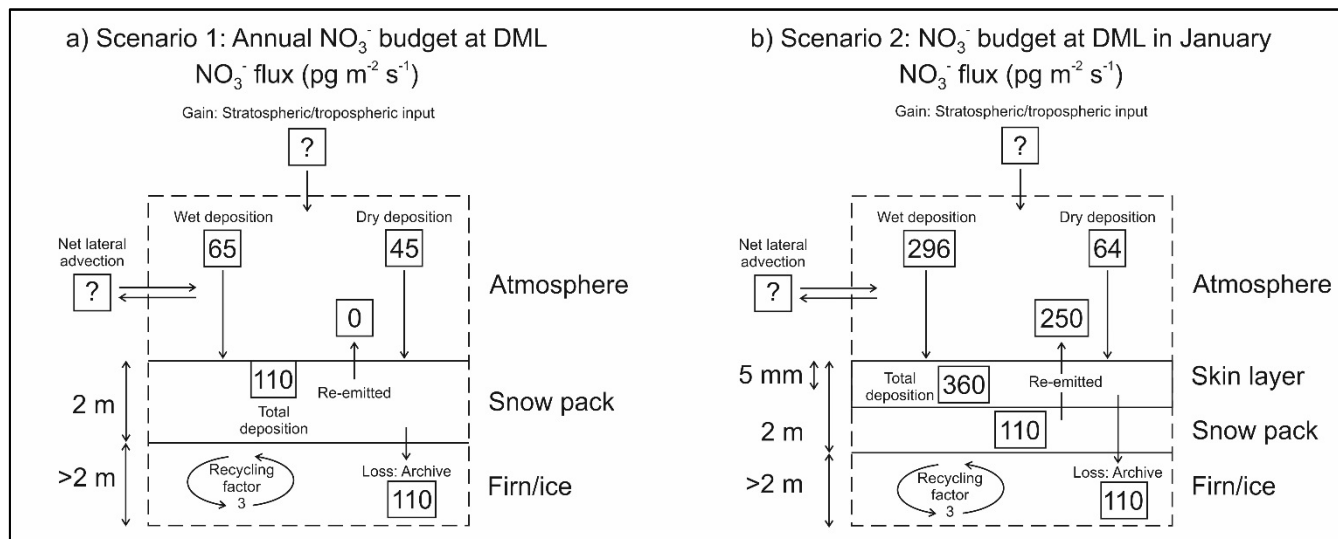 a) Scenario 1: Annual NO₃⁻ budget at DML
NO₃⁻ flux (pg m⁻² s⁻¹)
Gain: Stratospheric/tropospheric input
?
Wet deposition
65
Dry deposition
45
Net lateral
advection
?
Atmosphere
0
110
Re-emitted
Total
deposition
2 m
Snow pack
>2 m
Recycling
factor
3
Loss: Archive
110
Firn/ice
b) Scenario 2: NO₃⁻ budget at DML in January
NO₃⁻ flux (pg m⁻² s⁻¹)
Gain: Stratospheric/tropospheric input
?
Wet deposition
296
Dry deposition
64
Net lateral
advection
?
Atmosphere
250
5 mm
Total
deposition
360
Re-emitted
Skin layer
2 m
110
Snow pack
>2 m
Recycling
factor
3
Loss: Archive
110
Firn/ice